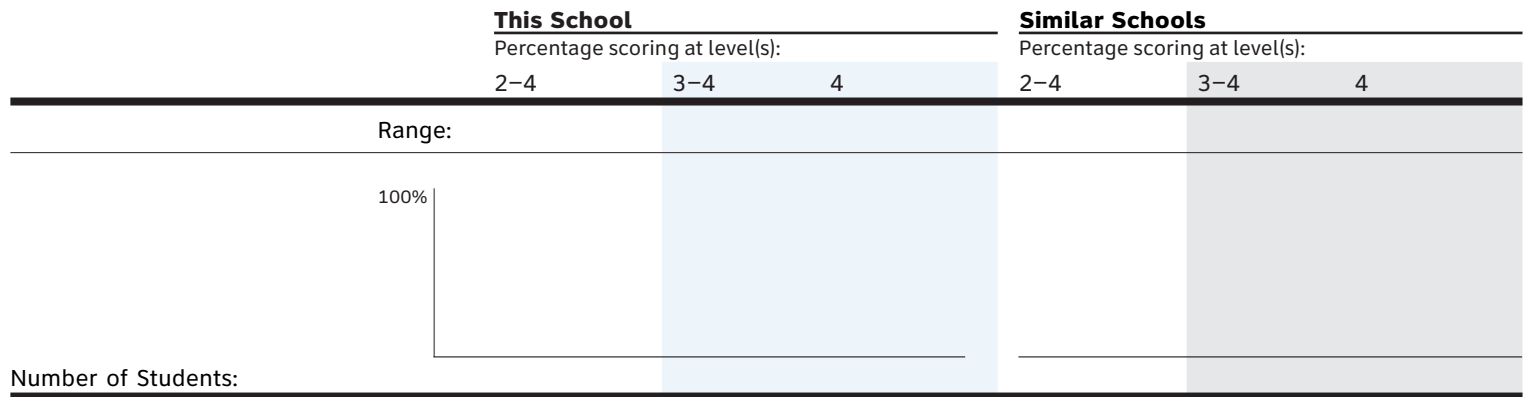 This School Similar Schools
Percentage scoring at level(s): Percentage scoring at level(s):
2–4 3–4 4 2–4 3–4 4
Range:
100%
Number of Students: